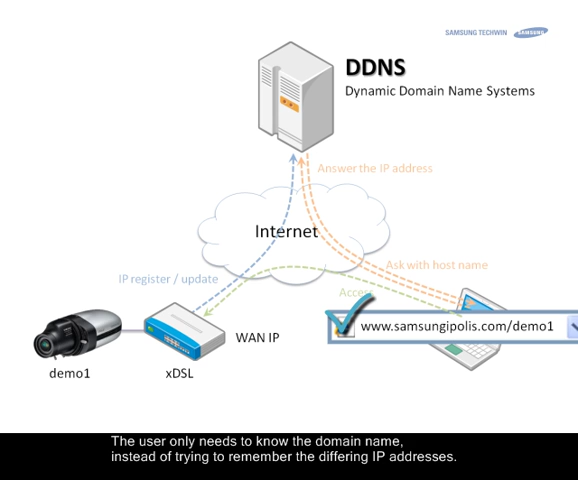 SAMSUNG TECHWIN SAMSUNG
DDNS
Dynamic Domain Name Systems
Answer the IP address
Internet
Ask with host name
IP register / update
Access
www.samsungipolis.com/demo1
WAN IP
demo1
xDSL
The user only needs to know the domain name,
instead of trying to remember the differing IP addresses.